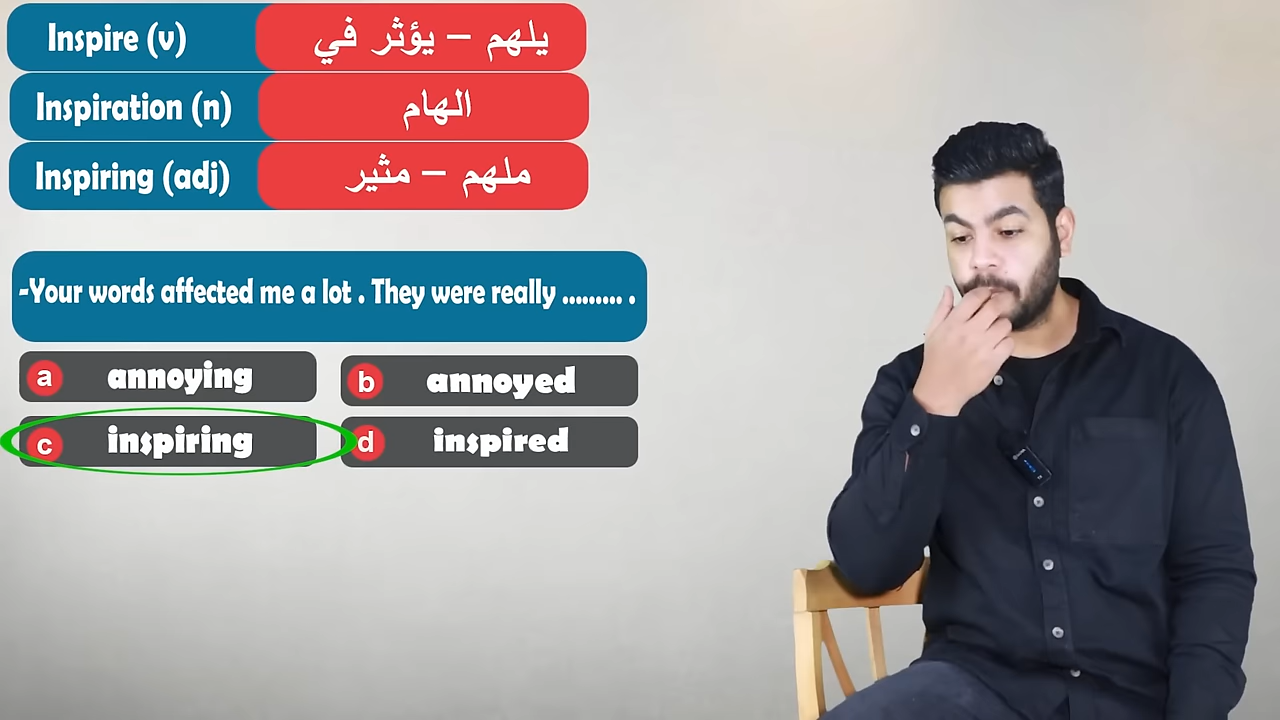 Inspire (v) يلهم – يؤثر في
Inspiration (n) الهام
Inspiring (adj) ملهم – مثير
-Your words affected me a lot . They were really ......... .
a annoying b annoyed
c inspiring d inspired